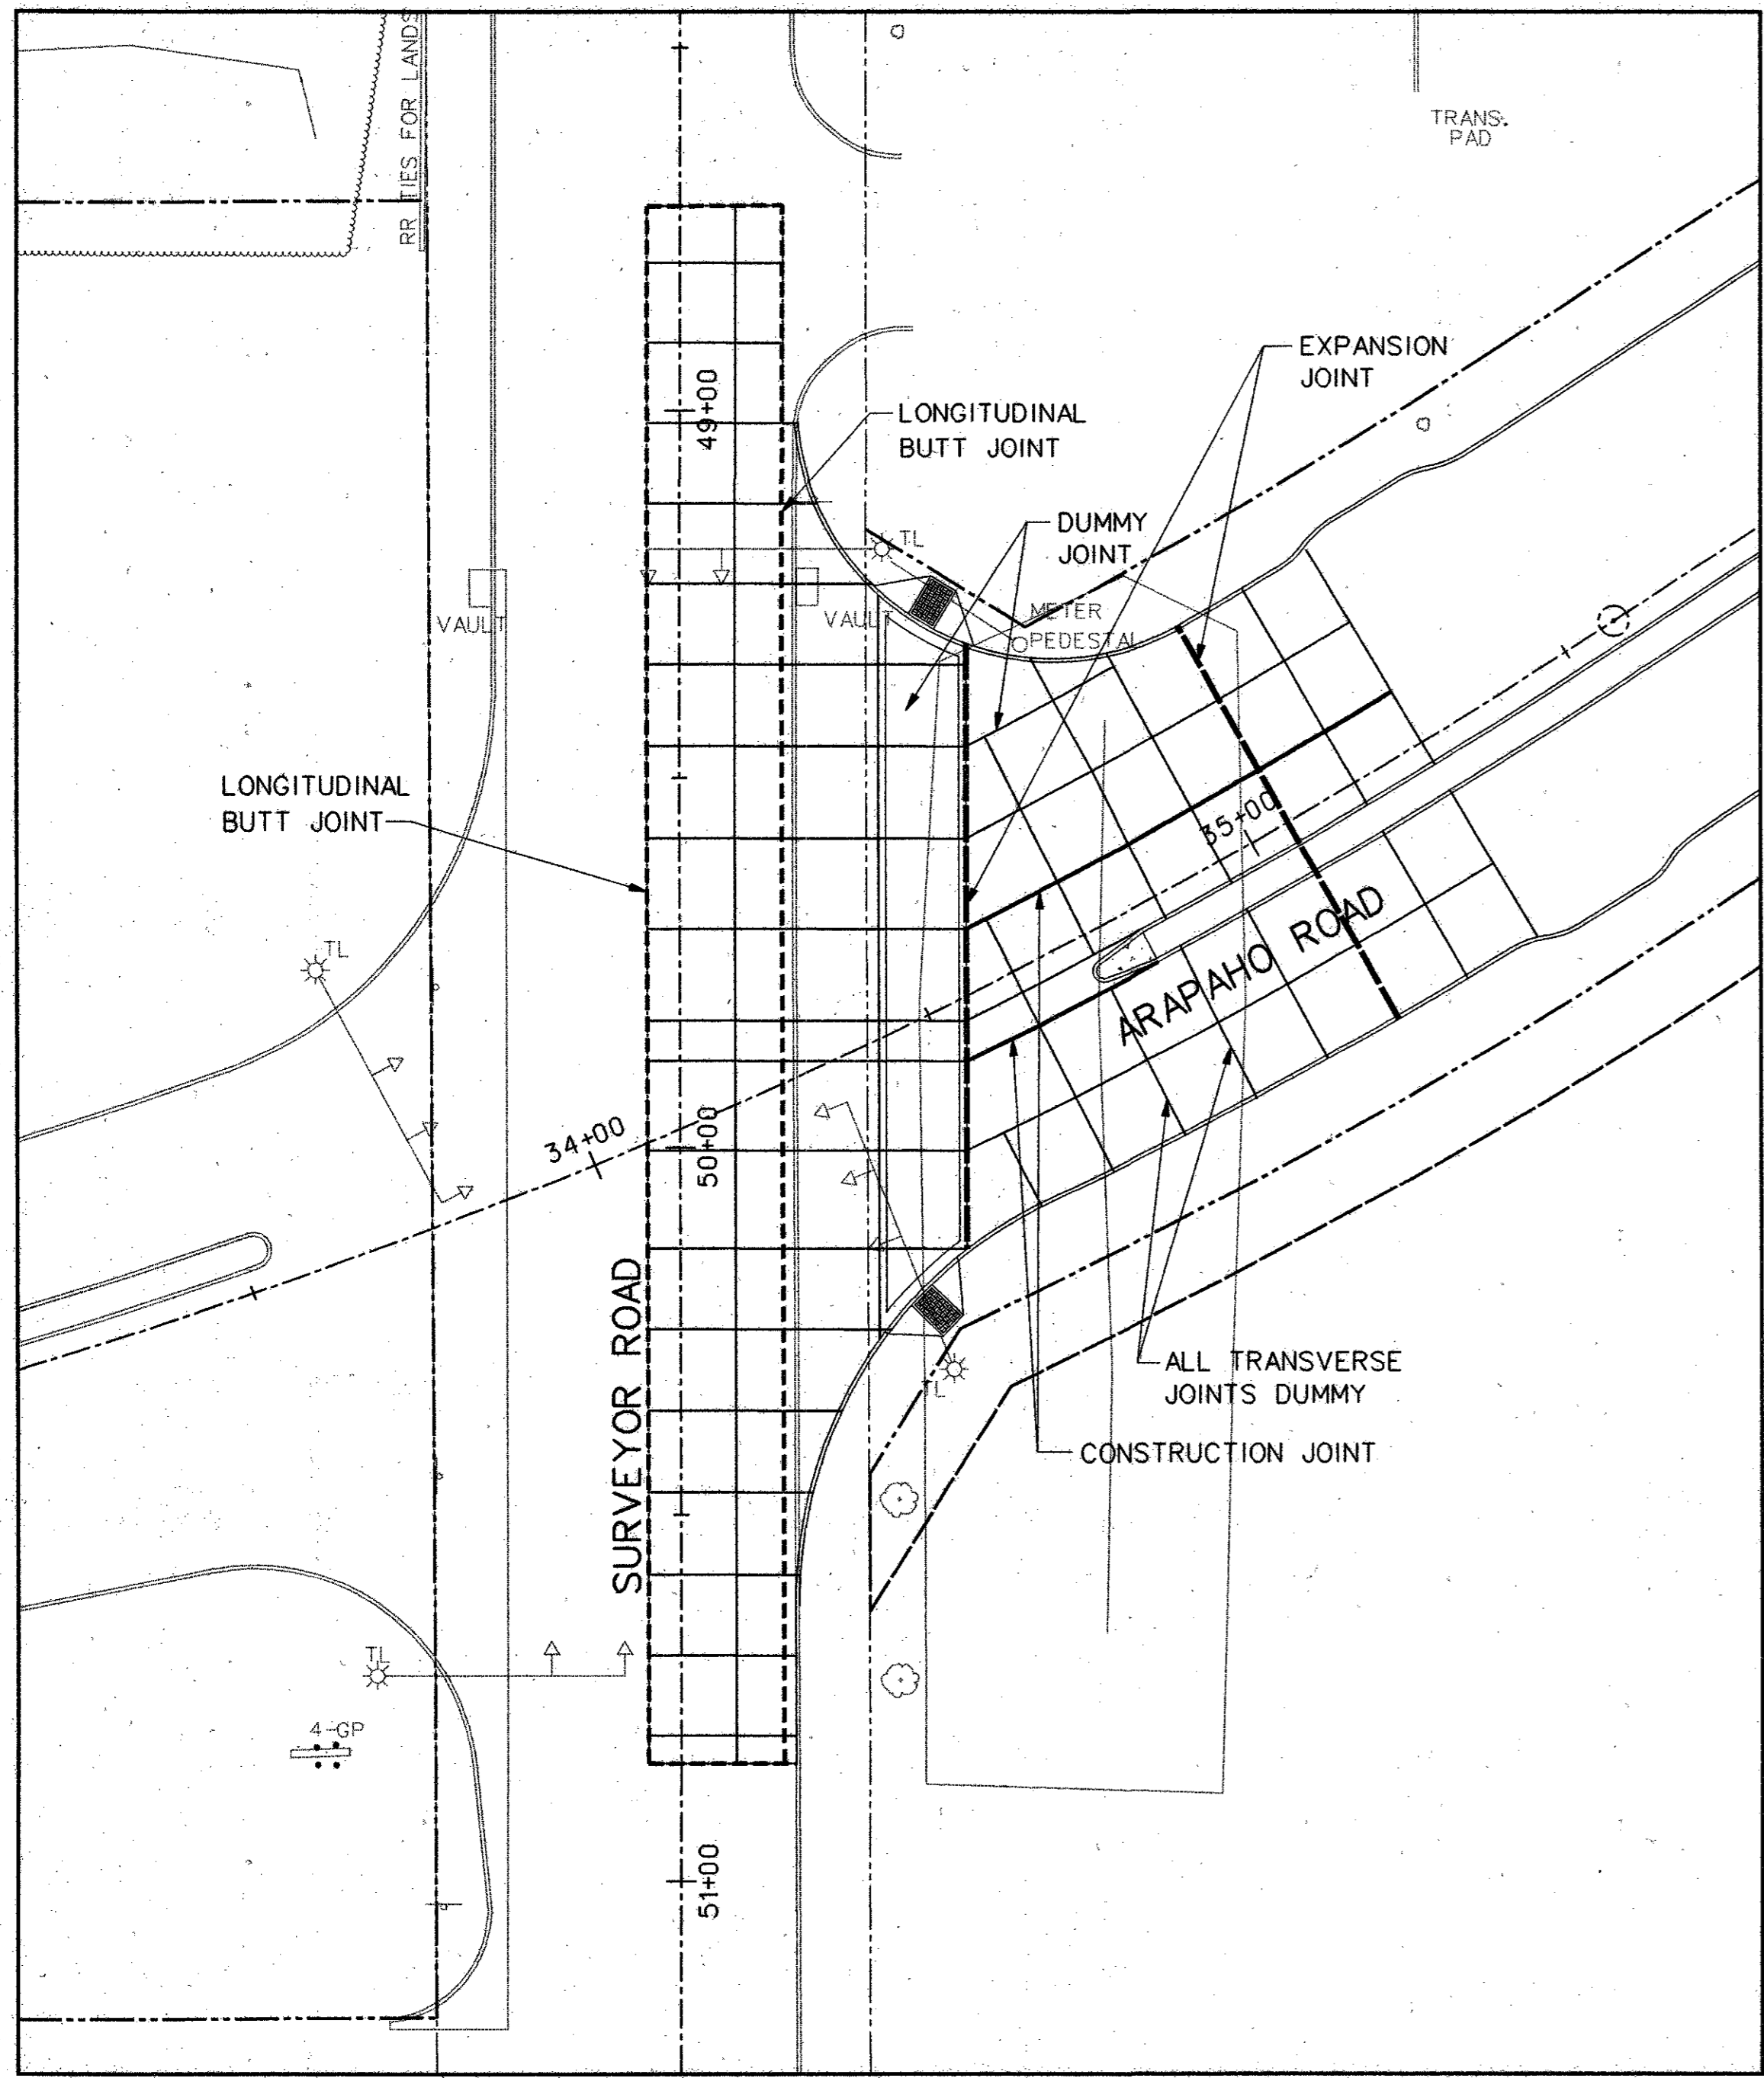 RR TIES FOR LANDS
TRANS.
PAD
EXPANSION
JOINT
49+00
LONGITUDINAL
BUTT JOINT
DUMMY
JOINT
TL
VAULT
VAULT
METER
PEDESTAL
LONGITUDINAL
BUTT JOINT
35+00
ARAPAHO ROAD
TL
34+00
50+00
SURVEYOR ROAD
ALL TRANSVERSE
JOINTS DUMMY
TL
CONSTRUCTION JOINT
TL
4-GP
51+00